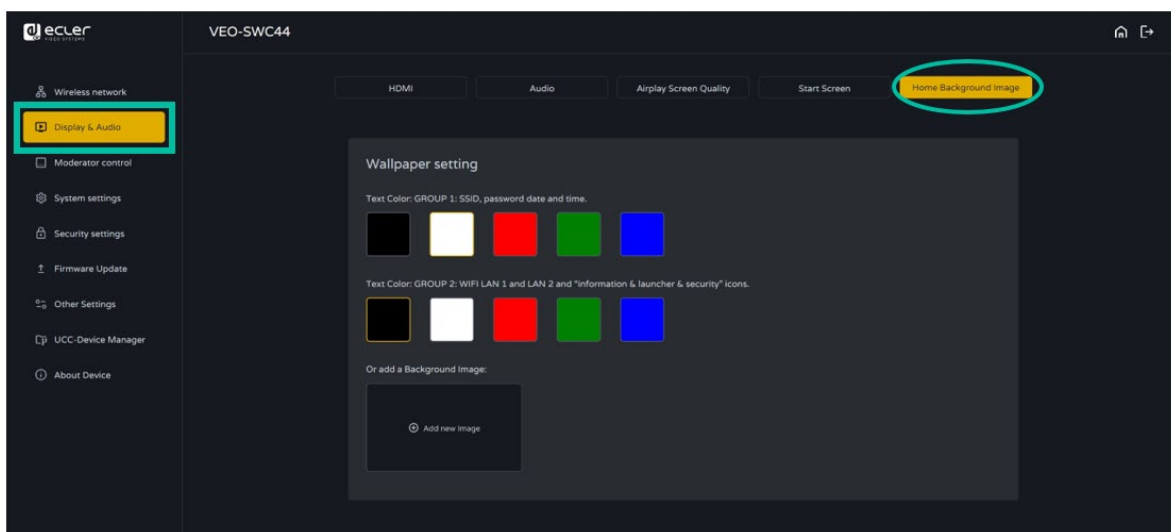 ecler
VIDEO SYSTEMS
VEO-SWC44
Wireless network
Display & Audio
Moderator control
System settings
Security settings
Firmware Update
Other Settings
UCC-Device Manager
About Device
HDMI
Audio
Airplay Screen Quality
Start Screen
Home Background Image
Wallpaper setting
Text Color: GROUP 1: SSID, password date and time.
Text Color: GROUP 2: WIFI LAN 1 and LAN 2 and "information & launcher & security" icons.
Or add a Background Image:
Add new Image